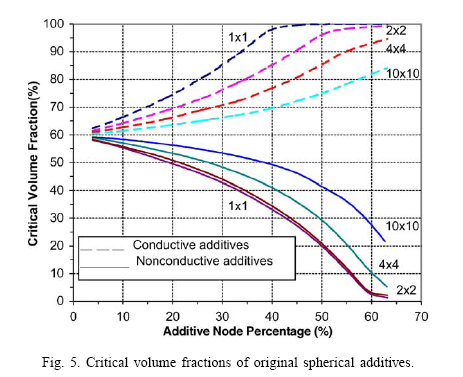 100
90
80
70
60
50
40
30
20
10
0
Critical Volume Fraction(%)
1x1
2x2
4x4
10x10
1x1
10x10
4x4
2x2
Conductive additives
Nonconductive additives
0 10 20 30 40 50 60 70
Additive Node Percentage (%)
Fig. 5. Critical volume fractions of original spherical additives.